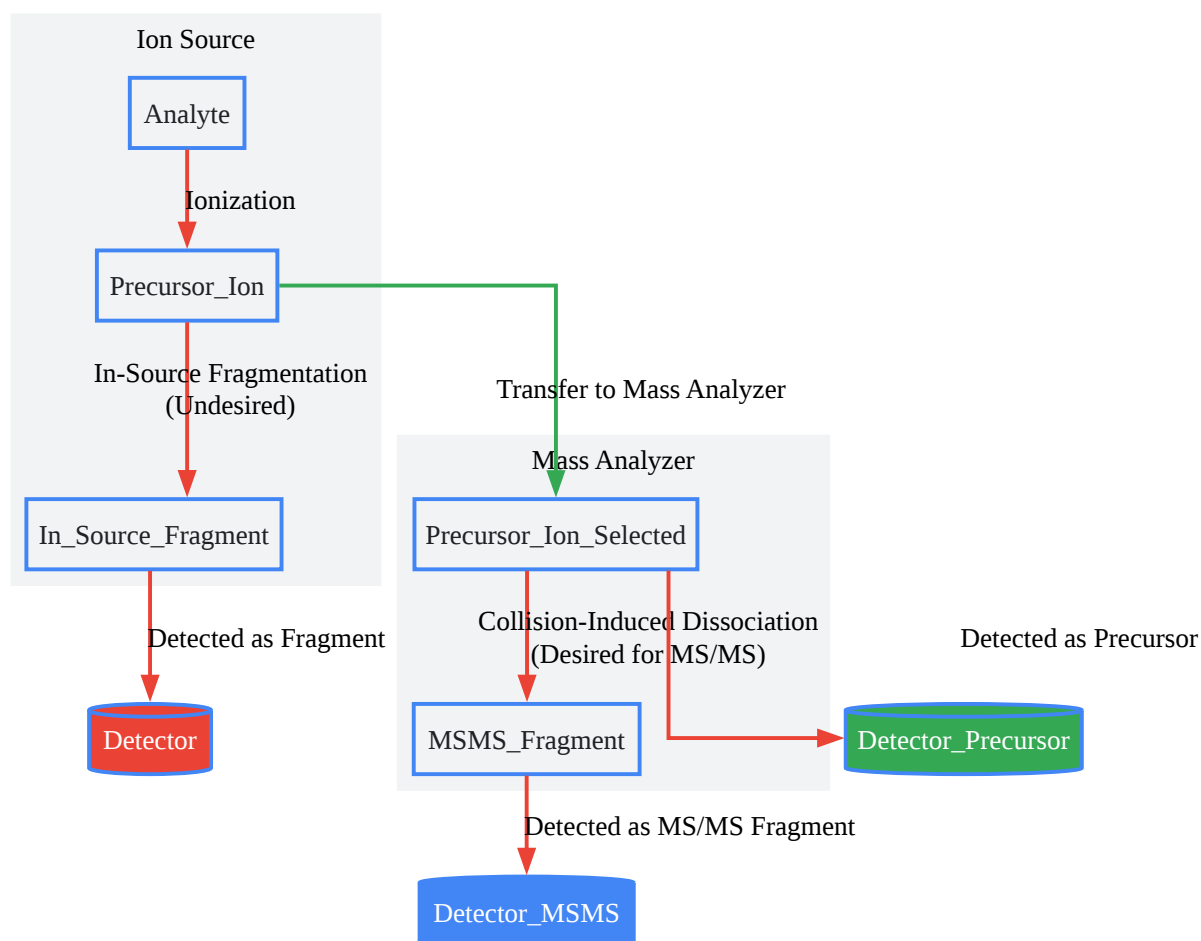 Ion Source
Analyte
Ionization
Precursor_Ion
In-Source Fragmentation
(Undesired)
Transfer to Mass Analyzer
Mass Analyzer
In_Source_Fragment
Precursor_Ion_Selected
Collision-Induced Dissociation
(Desired for MS/MS)
Detected as Fragment
Detected as Precursor
Detector
MSMS_Fragment
Detector_Precursor
Detected as MS/MS Fragment
Detector_MSMS